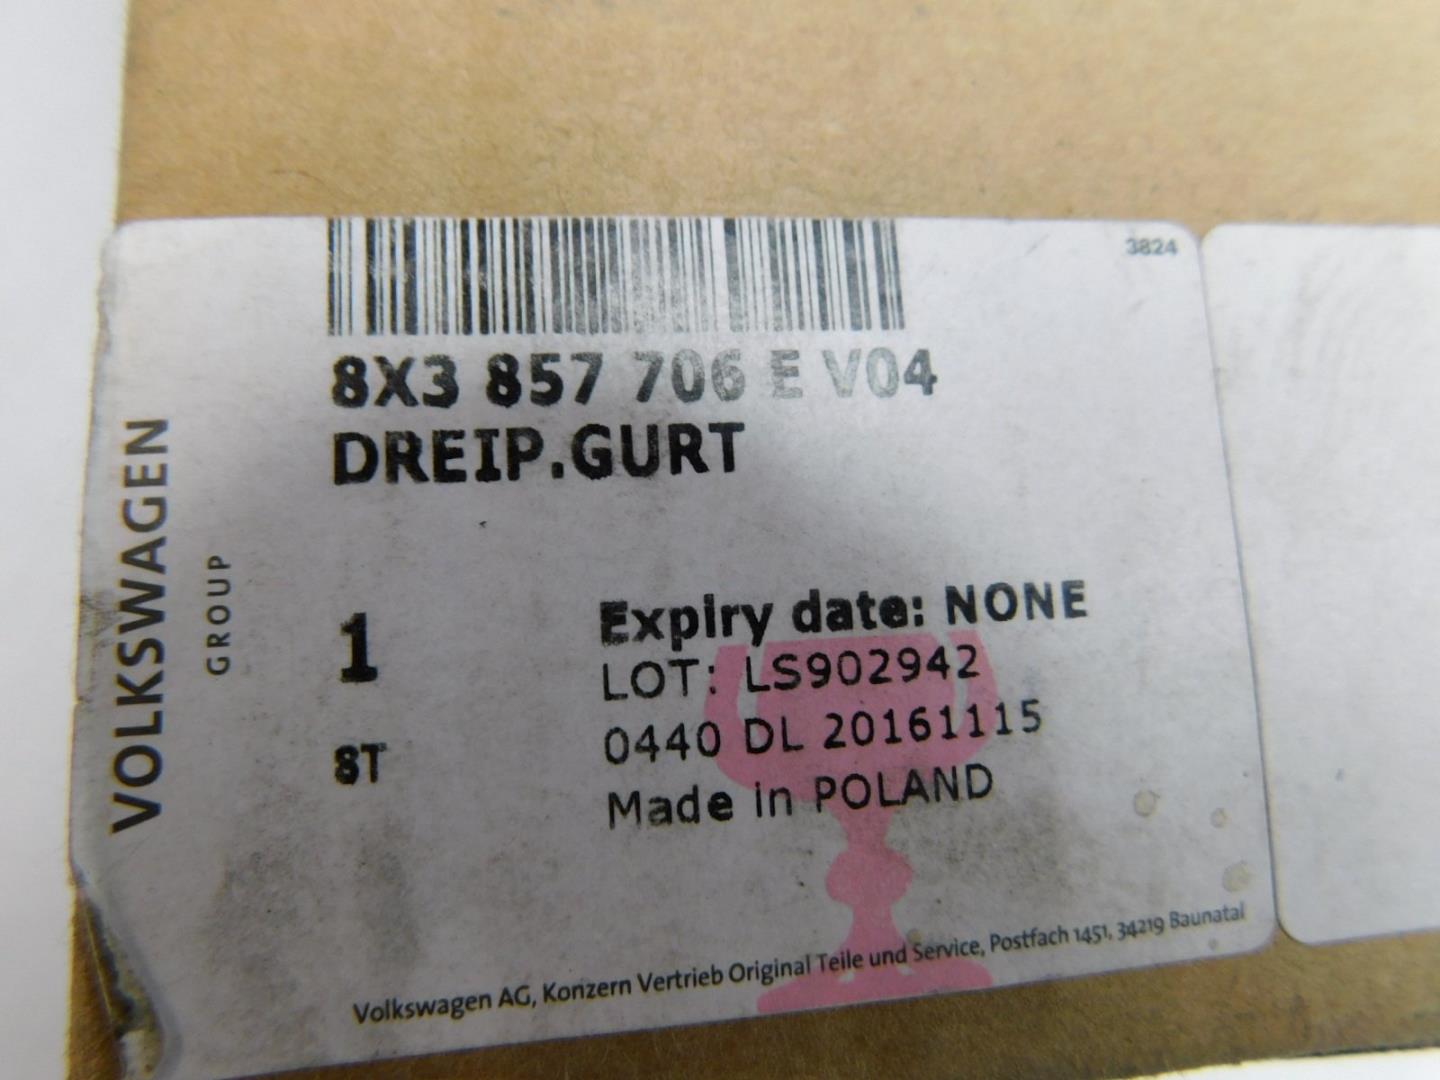 3824
8X3 857 706 E V04
DREIP.GURT
VOLKSWAGEN
GROUP
1
ST
Expiry date: NONE
LOT: LS902942
0440 DL 20161115
Made in POLAND
Volkswagen AG, Konzern Vertrieb Original Teile und Service, Postfach 1451, 34219 Baunatal